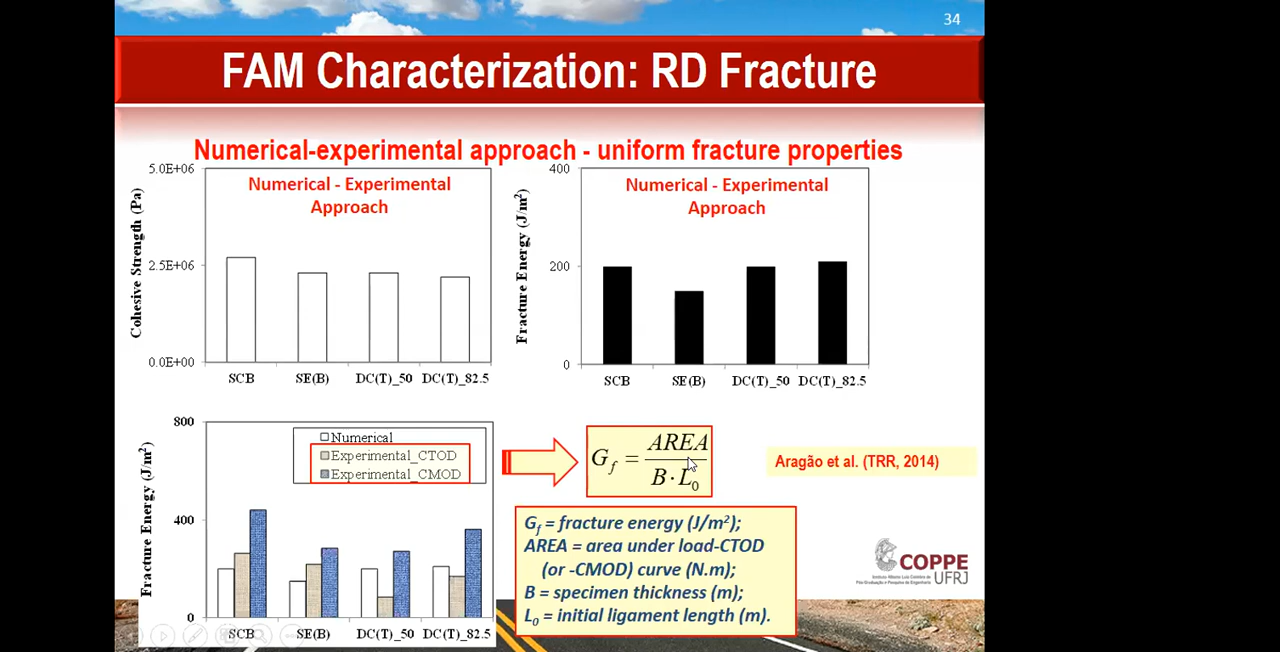 34
FAM Characterization: RD Fracture
Numerical-experimental approach - uniform fracture properties
5.0E+06
2.5E+06
0.0E+00
Cohesive Strength (Pa)
Numerical - Experimental
Approach
SCB
SE(B)
DC(T)_50
DC(T)_82.5
400
200
0
Fracture Energy (J/m²)
Numerical - Experimental
Approach
SCB
SE(B)
DC(T)_50
DC(T)_82.5
800
400
0
Fracture Energy (J/m²)
Numerical
Experimental_CTOD
Experimental_CMOD
SCB
SE(B)
DC(T)_50
DC(T)_82.5
G_f = AREA / B · L_0
Aragão et al. (TRR, 2014)
G_f = fracture energy (J/m²);
AREA = area under load-CTOD
(or -CMOD) curve (N.m);
B = specimen thickness (m);
L_0 = initial ligament length (m).
COPPE
UFRJ